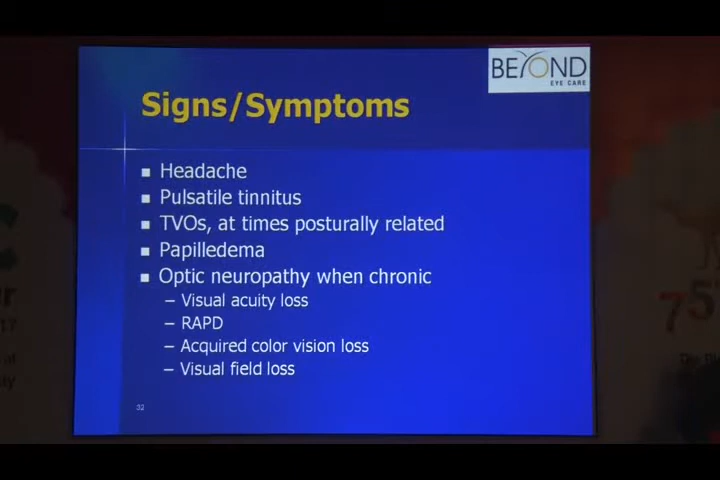 BEYOND
EYE CARE
Signs/Symptoms
Headache
Pulsatile tinnitus
TVOs, at times posturally related
Papilledema
Optic neuropathy when chronic
– Visual acuity loss
– RAPD
– Acquired color vision loss
– Visual field loss
32
75